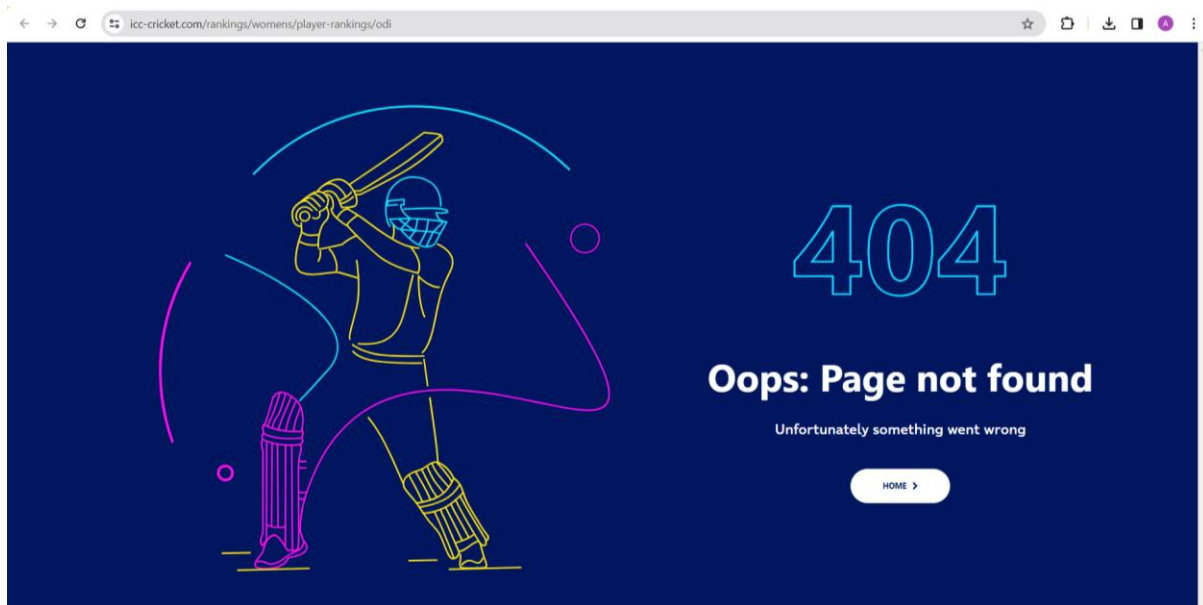 icc-cricket.com/rankings/womens/player-rankings/odi
A
404
Oops: Page not found
Unfortunately something went wrong
HOME